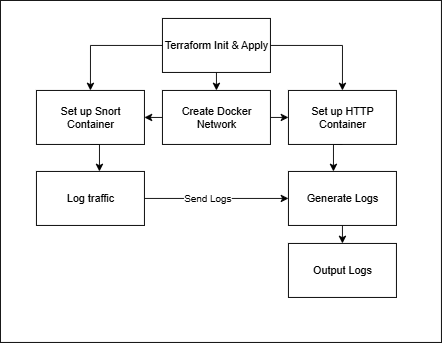 Terraform Init & Apply
Set up Snort
Container
Create Docker
Network
Set up HTTP
Container
Log traffic
Send Logs
Generate Logs
Output Logs